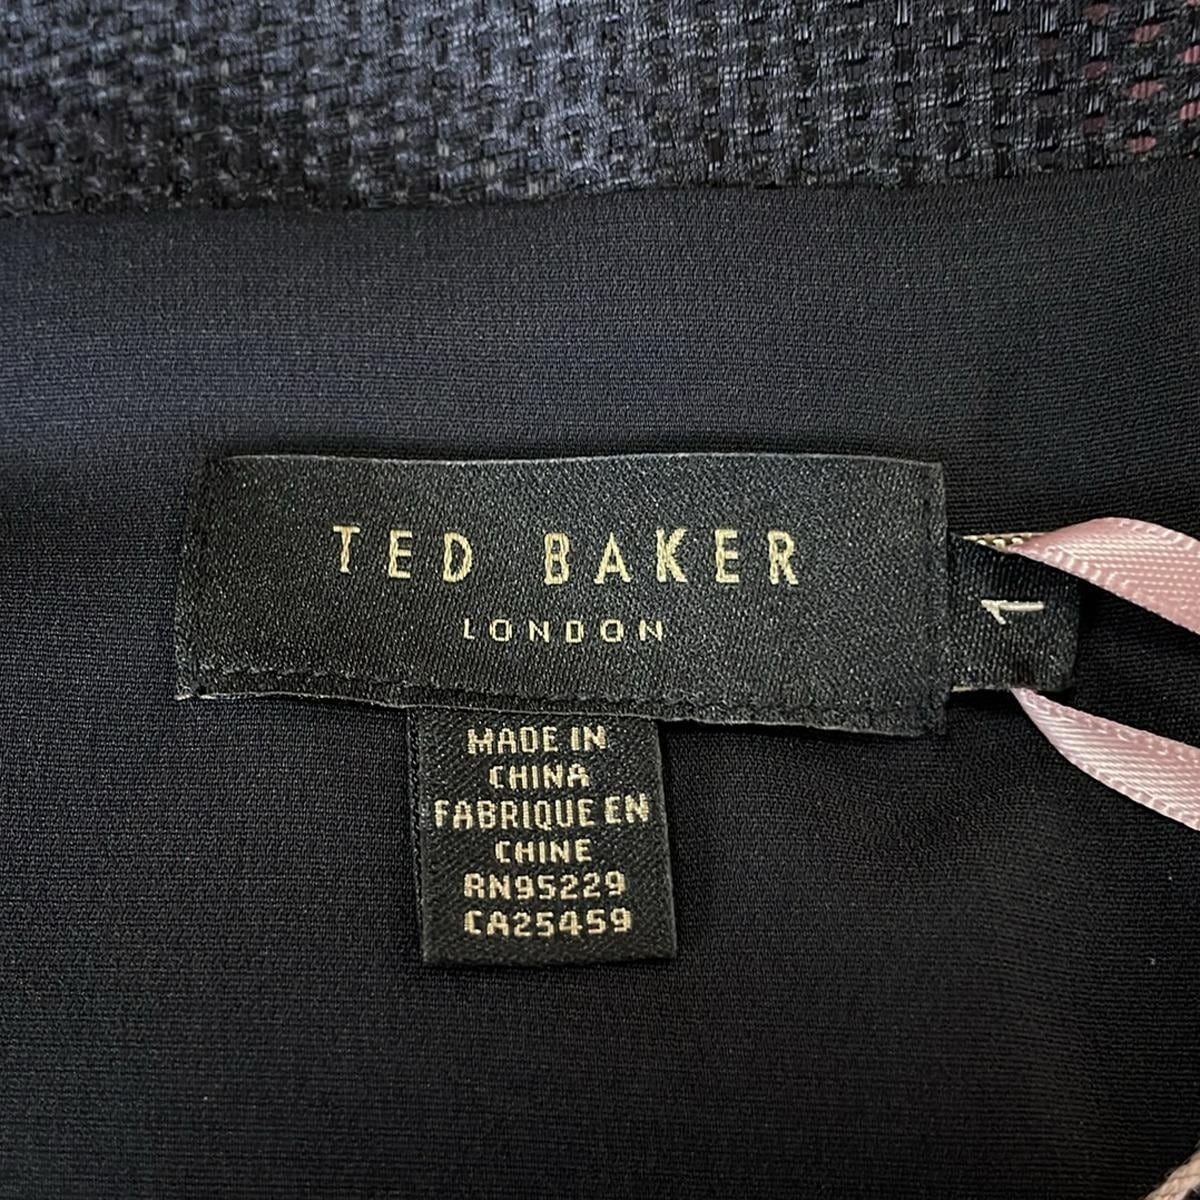 TED BAKER
LONDON
1
MADE IN
CHINA
FABRIQUE EN
CHINE
RN95229
CA25459